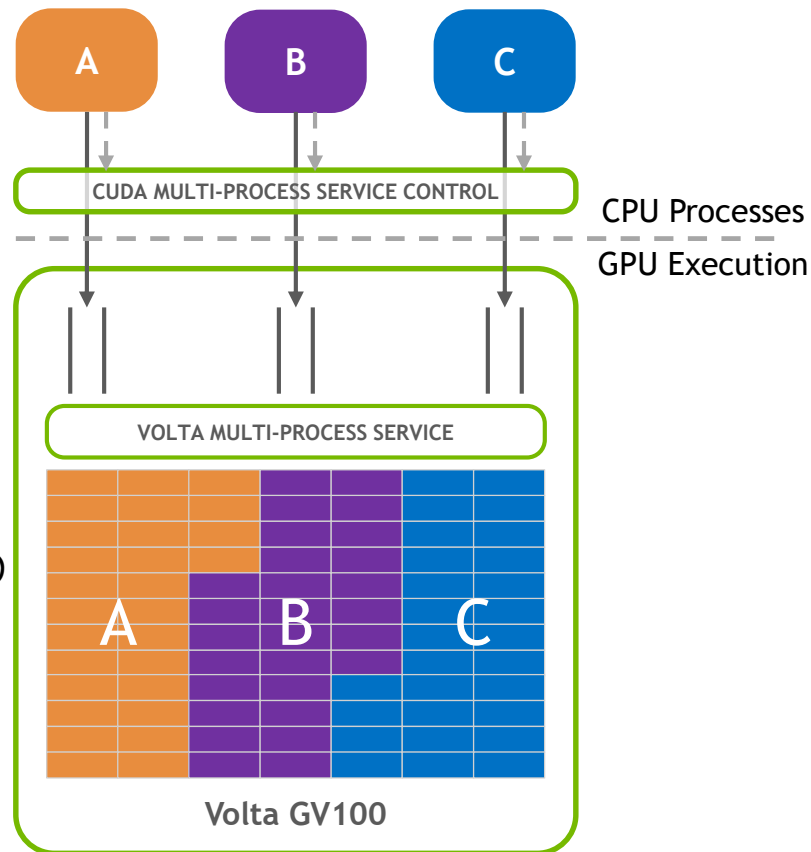 A
B
C
CUDA MULTI-PROCESS SERVICE CONTROL
CPU Processes
GPU Execution
VOLTA MULTI-PROCESS SERVICE
)
A
B
C
Volta GV100